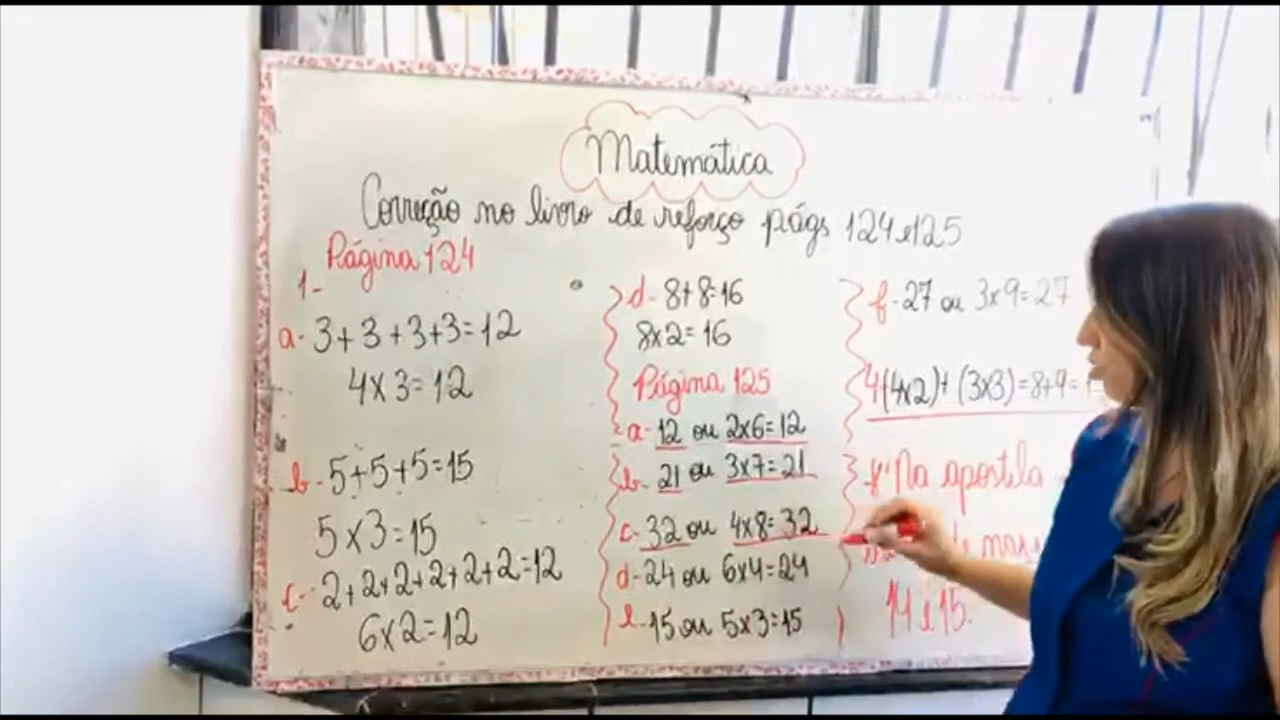 Matemática
Correção no livro de reforço págs 124 e 125
Página 124
1-
a- 3+3+3+3=12
4x3=12
b- 5+5+5=15
5x3=15
c- 2+2+2+2+2+2=12
6x2=12
d- 8+8=16
8x2=16
Página 125
a- 12 ou 2x6=12
b- 21 ou 3x7=21
c- 32 ou 4x8=32
d- 24 ou 6x4=24
e- 15 ou 5x3=15
f- 27 ou 3x9=27
4(4x2)+(3x3)=8+9=
Na apostila
14 e 15.